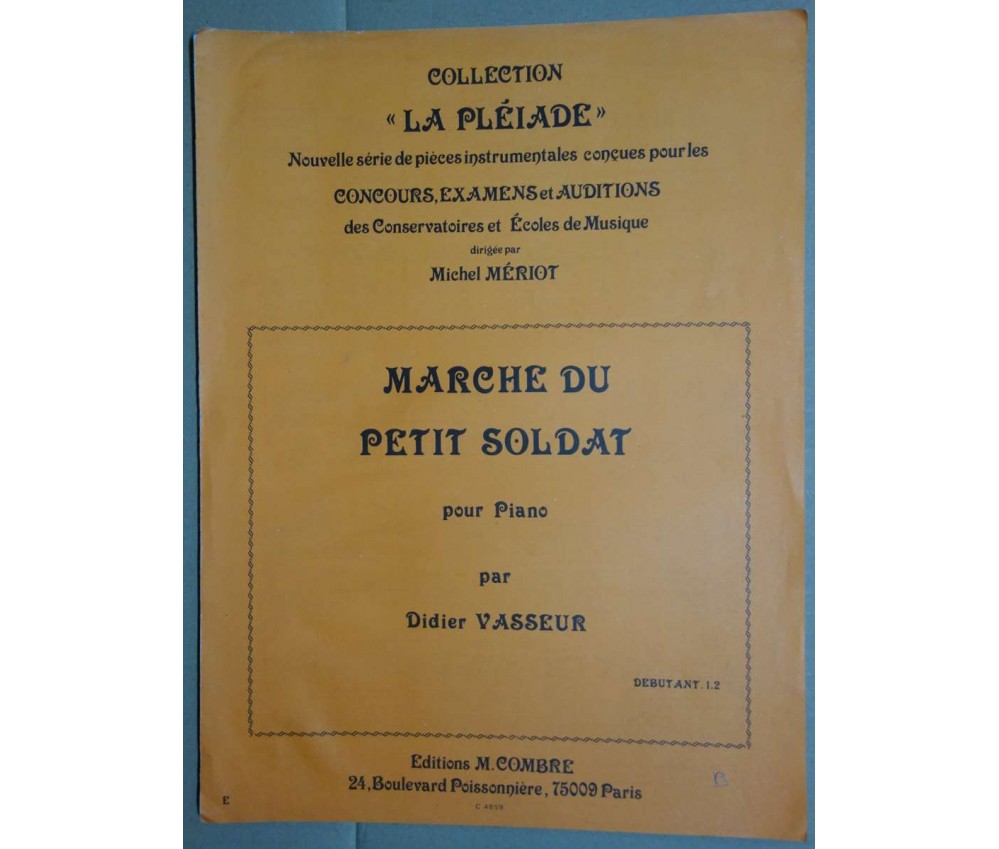 COLLECTION
« LA PLÉIADE »
Nouvelle série de pièces instrumentales conçues pour les
CONCOURS, EXAMENS et AUDITIONS
des Conservatoires et Écoles de Musique
dirigée par
Michel MÉRIOT
MARCHE DU
PETIT SOLDAT
pour Piano
par
Didier VASSEUR
DEBUTANT. 1.2
Editions M. COMBRE
24, Boulevard Poissonnière, 75009 Paris
E